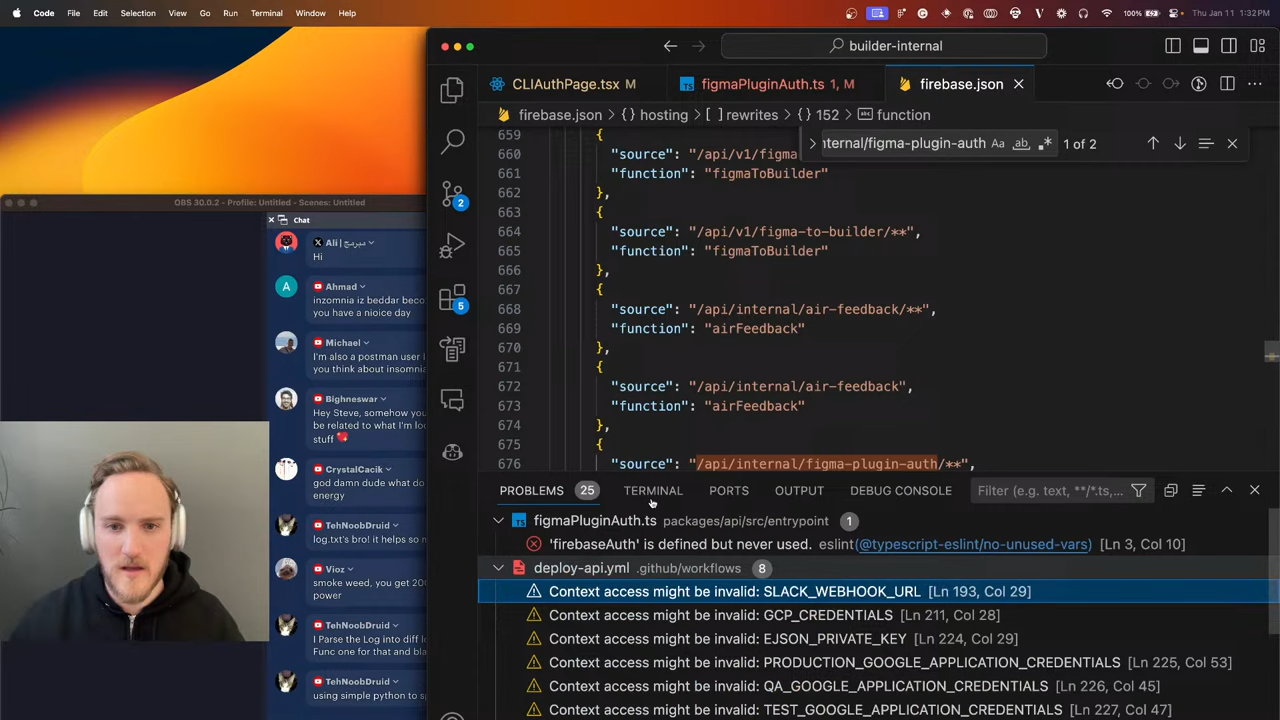 Code File Edit Selection View Go Run Terminal Window Help 100% Thu Jan 11 1:32PM
builder-internal
CLIAuthPage.tsx M
figmaPluginAuth.ts 1, M
firebase.json
firebase.json > {} hosting > [ ] rewrites > {} 152 > function
nternal/figma-plugin-auth Aa ab 1 of 2
659 {
660 "source": "/api/v1/figma
661 "function": "figmaToBuilder"
662 },
663 {
664 "source": "/api/v1/figma-to-builder/**",
665 "function": "figmaToBuilder"
666 },
667 {
668 "source": "/api/internal/air-feedback/**",
669 "function": "airFeedback"
670 },
671 {
672 "source": "/api/internal/air-feedback",
673 "function": "airFeedback"
674 },
675 {
676 "source": "/api/internal/figma-plugin-auth/**",
2
5
PROBLEMS 25 TERMINAL PORTS OUTPUT DEBUG CONSOLE Filter (e.g. text, **/*.ts,...
figmaPluginAuth.ts packages/api/src/entrypoint 1
'firebaseAuth' is defined but never used. eslint(@typescript-eslint/no-unused-vars) [Ln 3, Col 10]
deploy-api.yml .github/workflows 8
Context access might be invalid: SLACK_WEBHOOK_URL [Ln 193, Col 29]
Context access might be invalid: GCP_CREDENTIALS [Ln 211, Col 28]
Context access might be invalid: EJSON_PRIVATE_KEY [Ln 224, Col 29]
Context access might be invalid: PRODUCTION_GOOGLE_APPLICATION_CREDENTIALS [Ln 225, Col 53]
Context access might be invalid: QA_GOOGLE_APPLICATION_CREDENTIALS [Ln 226, Col 45]
Context access might be invalid: TEST_GOOGLE_APPLICATION_CREDENTIALS [Ln 227, Col 47]
OBS 30.0.2 - Profile: Untitled - Scenes: Untitled
Chat
Ali | مبرمج
Hi
A
Ahmad
inzomnia iz beddar beco
you have a nioice day
Michael
I'm also a postman user
you think about insomni
Bighneswar
Hey Steve, somehow you
be related to what I'm lo
stuff
CrystalCacik
god damn dude what do
energy
TehNoobDruid
log.txt's bro! it helps so
Vioz
smoke weed, you get 20
power
TehNoobDruid
I Parse the Log into diff l
Func one for that and bla
TehNoobDruid
using simple python to s